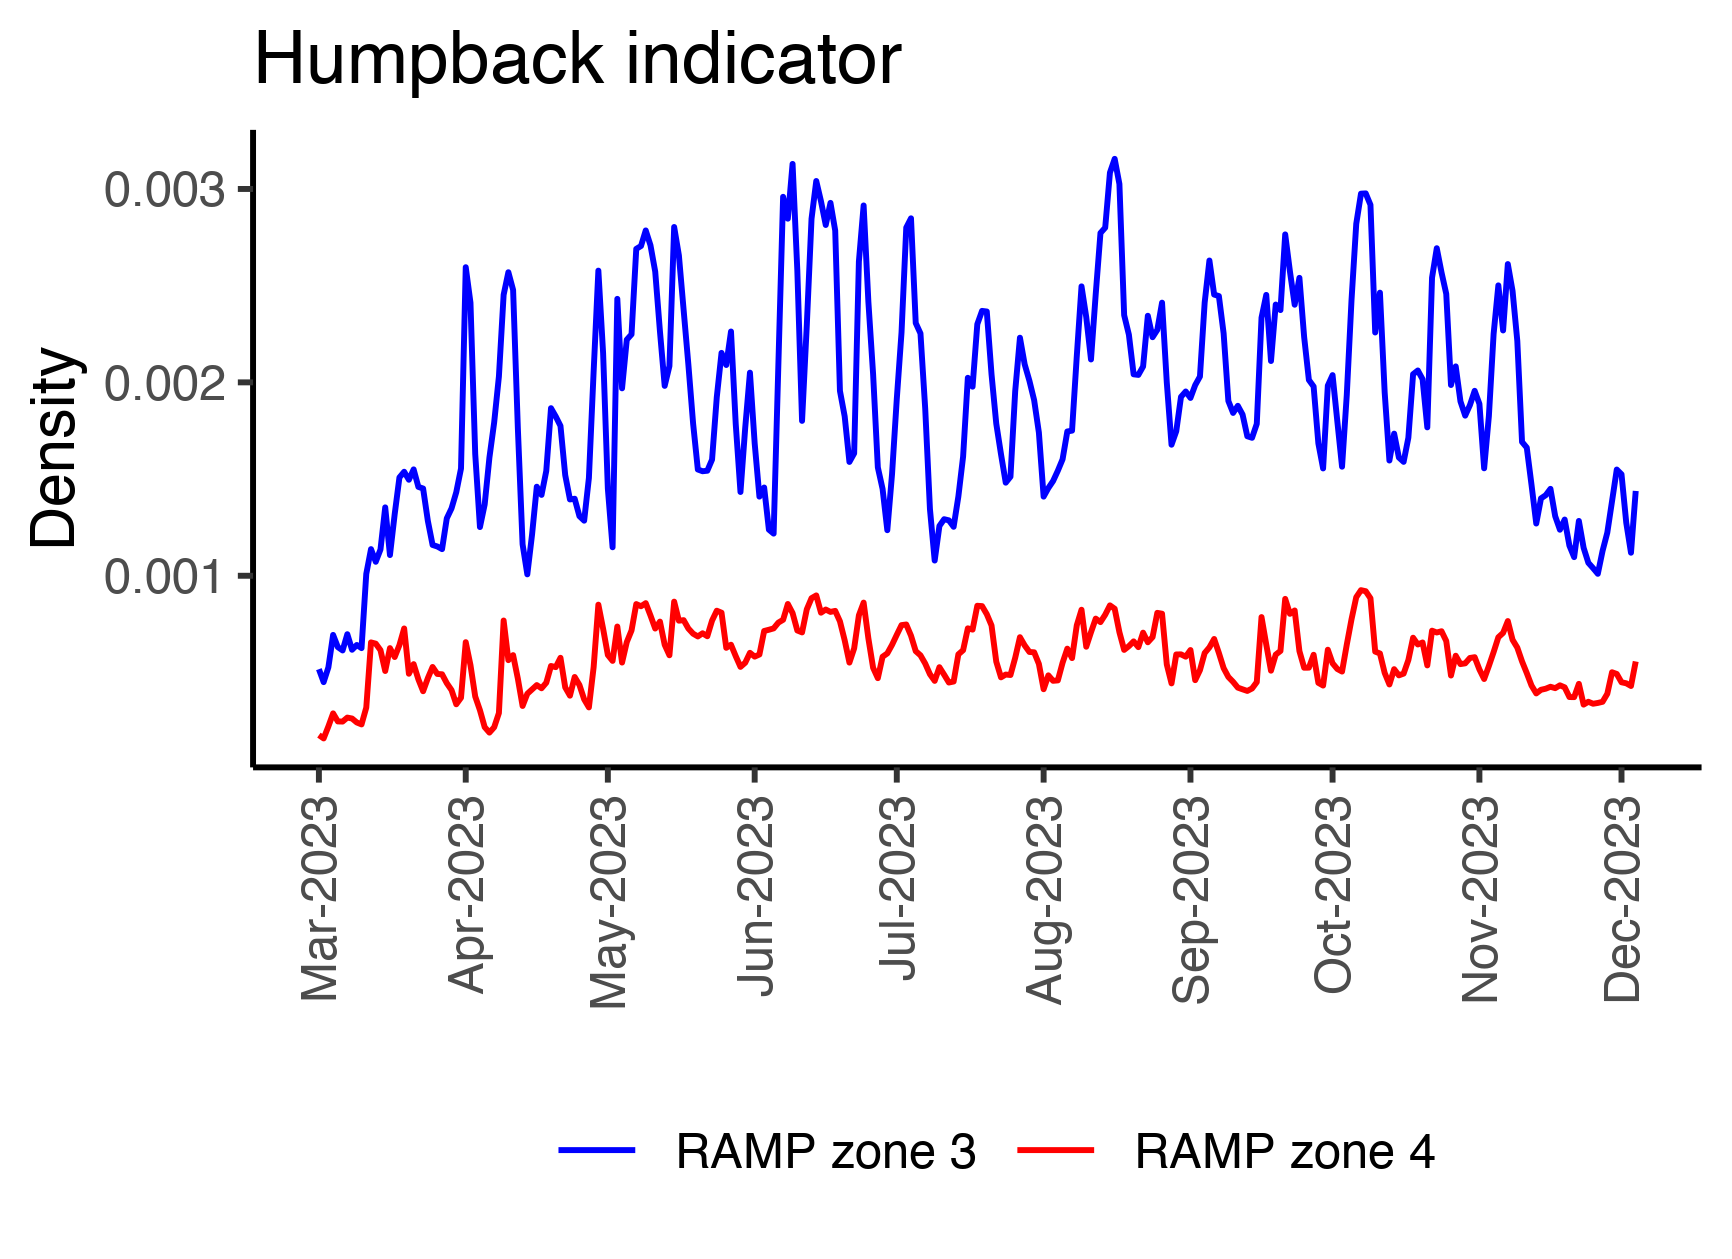 Humpback indicator
Density
0.003
0.002
0.001
Mar-2023
Apr-2023
May-2023
Jun-2023
Jul-2023
Aug-2023
Sep-2023
Oct-2023
Nov-2023
Dec-2023
RAMP zone 3
RAMP zone 4